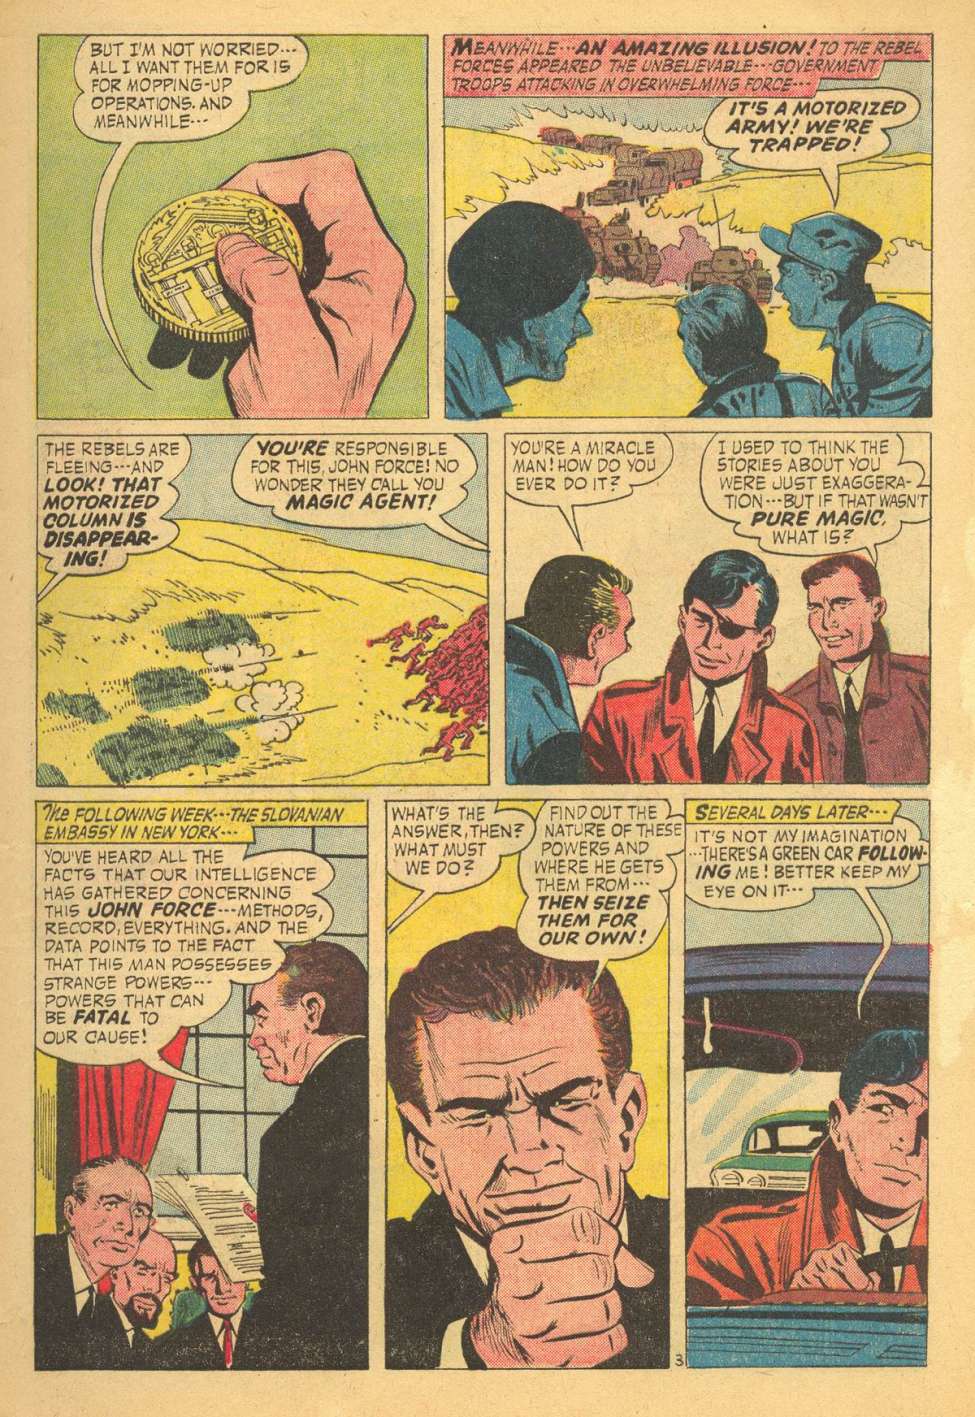 BUT I'M NOT WORRIED---
ALL I WANT THEM FOR IS
FOR MOPPING-UP
OPERATIONS. AND
MEANWHILE---
MEANWHILE--- AN AMAZING ILLUSION! TO THE REBEL
FORCES APPEARED THE UNBELIEVABLE---GOVERNMENT
TROOPS ATTACKING IN OVERWHELMING FORCE---
IT'S A MOTORIZED
ARMY! WE'RE
TRAPPED!
THE REBELS ARE
FLEEING---AND
LOOK! THAT
MOTORIZED
COLUMN IS
DISAPPEAR-
ING!
YOU'RE RESPONSIBLE
FOR THIS, JOHN FORCE! NO
WONDER THEY CALL YOU
MAGIC AGENT!
YOU'RE A MIRACLE
MAN! HOW DO YOU
EVER DO IT?
I USED TO THINK THE
STORIES ABOUT YOU
WERE JUST EXAGGERA-
TION---BUT IF THAT WASN'T
PURE MAGIC,
WHAT IS?
The FOLLOWING WEEK---THE SLOVANIAN
EMBASSY IN NEW YORK---
YOU'VE HEARD ALL THE
FACTS THAT OUR INTELLIGENCE
HAS GATHERED CONCERNING
THIS JOHN FORCE---METHODS,
RECORD, EVERYTHING. AND THE
DATA POINTS TO THE FACT
THAT THIS MAN POSSESSES
STRANGE POWERS---
POWERS THAT CAN
BE FATAL TO
OUR CAUSE!
WHAT'S THE
ANSWER, THEN?
WHAT MUST
WE DO?
FIND OUT THE
NATURE OF THESE
POWERS AND
WHERE HE GETS
THEM FROM---
THEN SEIZE
THEM FOR
OUR OWN!
SEVERAL DAYS LATER---
IT'S NOT MY IMAGINATION
---THERE'S A GREEN CAR FOLLOW-
ING ME! BETTER KEEP MY
EYE ON IT---
3